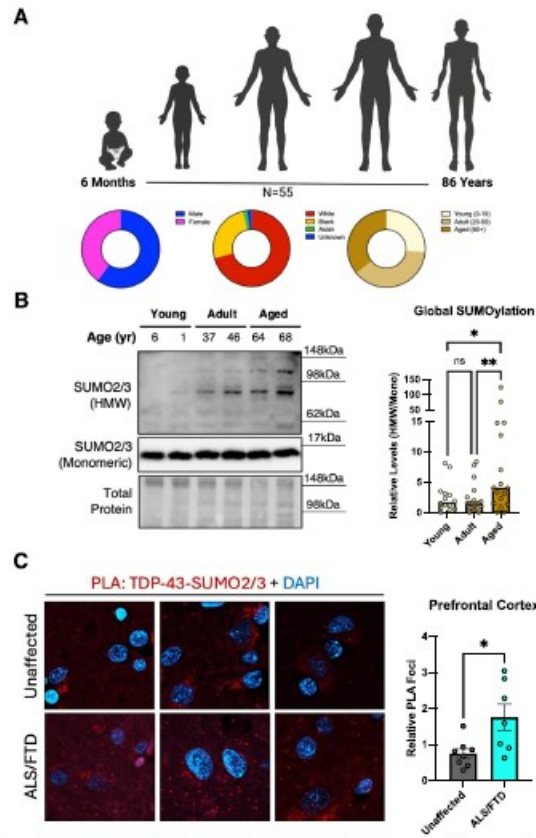 A
6 Months
86 Years
N=55
Male
Female
White
Black
Asian
Unknown
Young (0-19)
Adult (20-59)
Aged (60+)
B
Young Adult Aged
Age (yr) 6 1 37 46 64 68
SUMO2/3
(HMW)
148kDa
98kDa
62kDa
SUMO2/3
(Monomeric)
17kDa
Total
Protein
148kDa
98kDa
Global SUMOylation
*
ns **
Relative Levels (HMW/Mono)
150
100
50
15
10
5
0
Young
Adult
Aged
C
PLA: TDP-43-SUMO2/3 + DAPI
Unaffected
ALS/FTD
Prefrontal Cortex
*
Relative PLA Foci
4
3
2
1
0
Unaffected
ALS/FTD